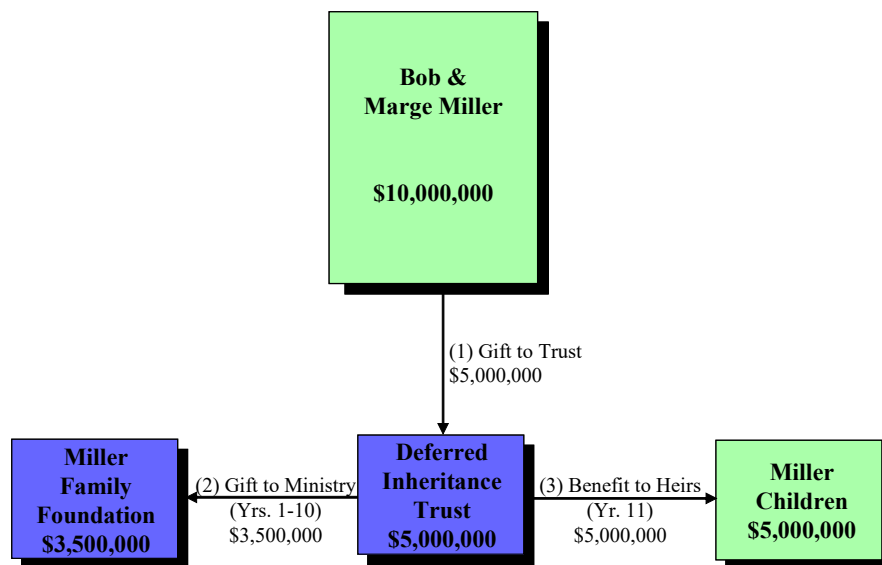 Bob &
Marge Miller
$10,000,000
(1) Gift to Trust
$5,000,000
Miller
Family
Foundation
$3,500,000
(2) Gift to Ministry
(Yrs. 1-10)
$3,500,000
Deferred
Inheritance
Trust
$5,000,000
(3) Benefit to Heirs
(Yr. 11)
$5,000,000
Miller
Children
$5,000,000